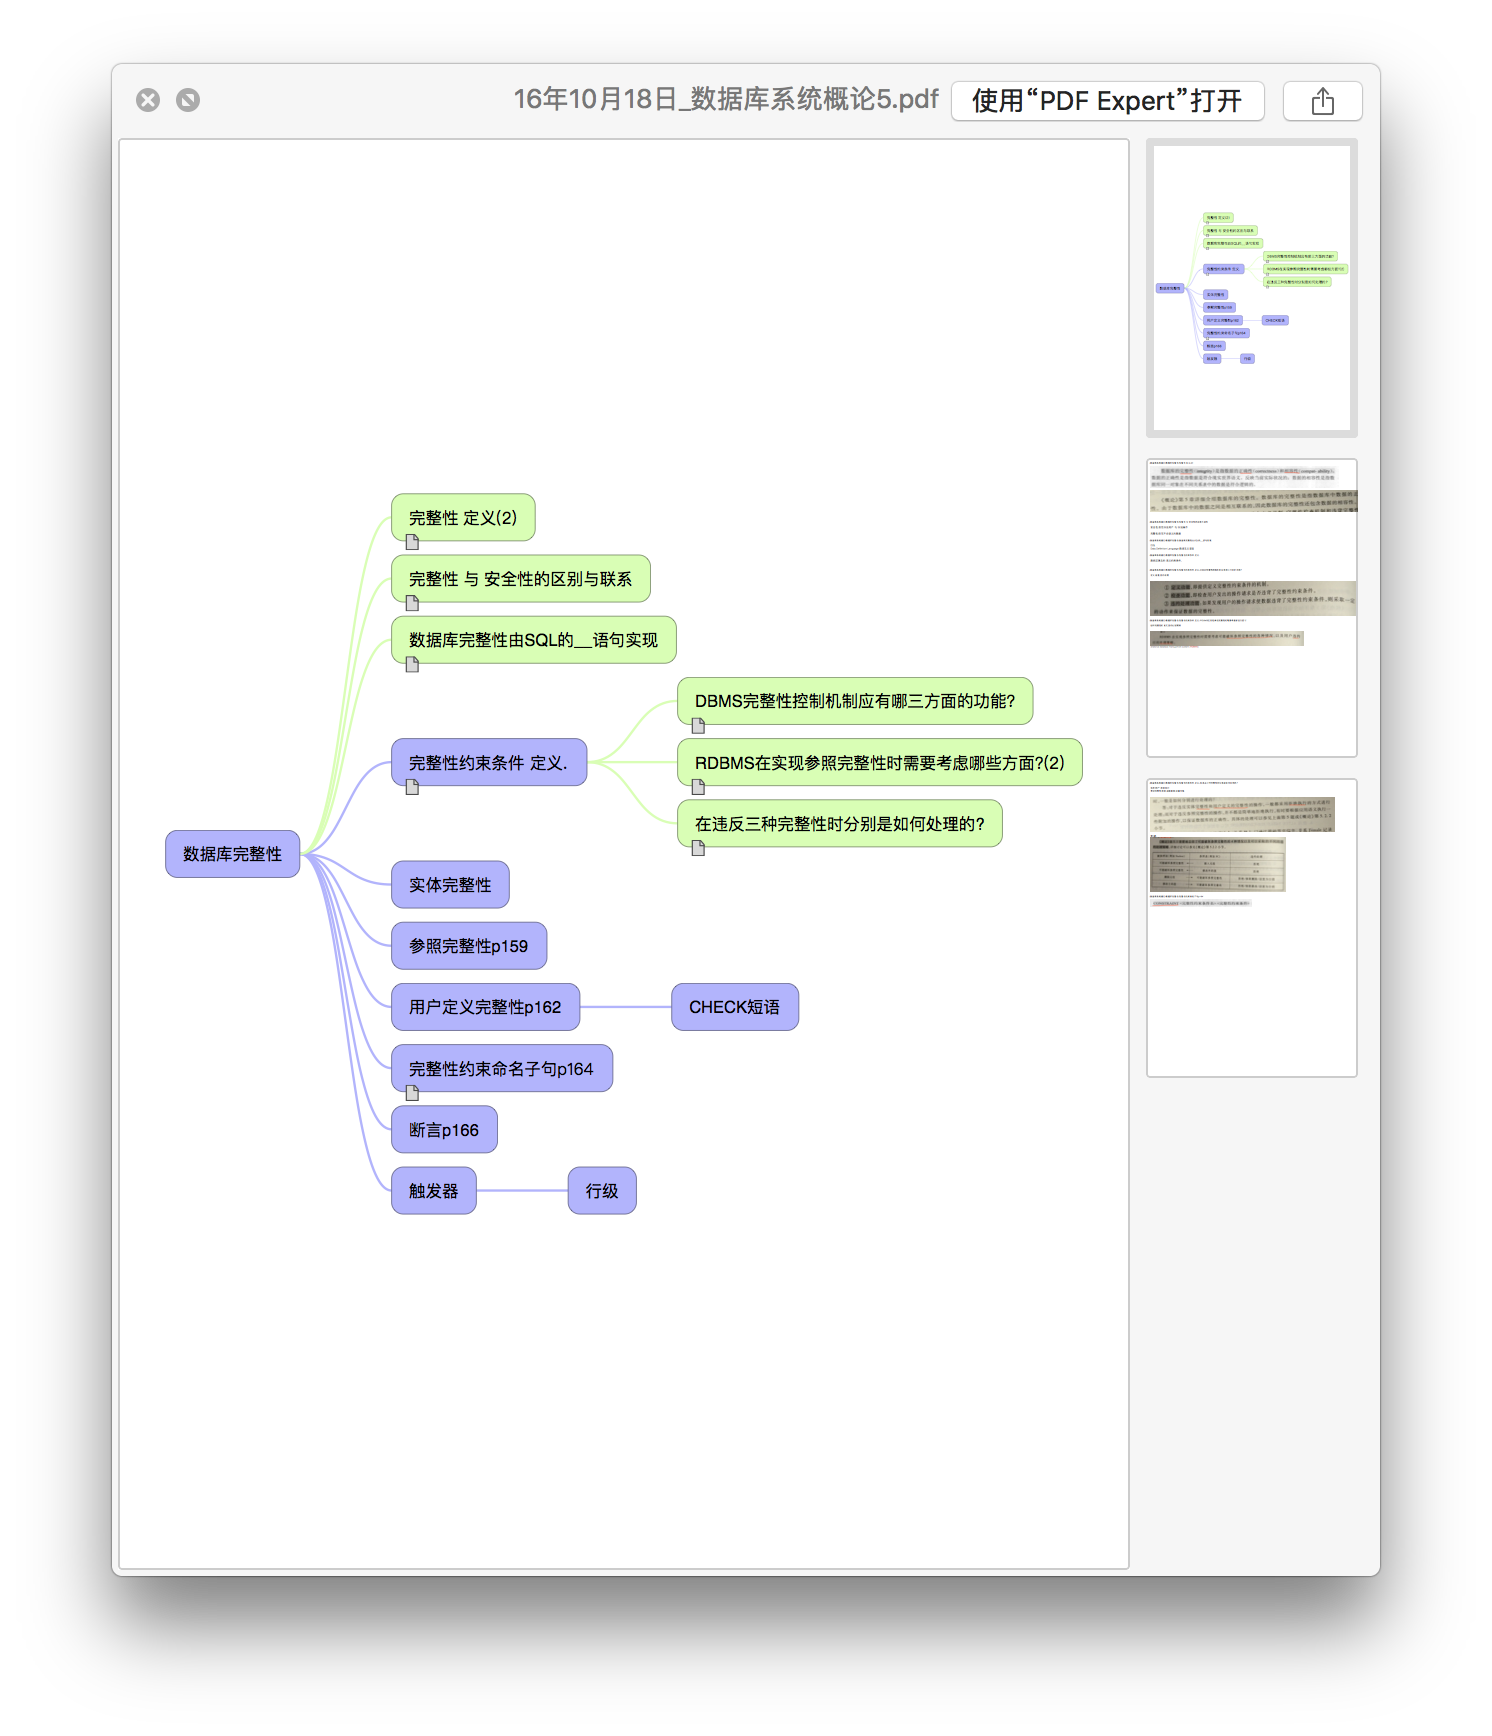 16年10月18日_数据库系统概论5.pdf
使用“PDF Expert”打开
完整性 定义(2)
完整性 与 安全性的区别与联系
数据库完整性由SQL的__语句实现
DBMS完整性控制机制应有哪三方面的功能?
完整性约束条件 定义.
RDBMS在实现参照完整性时需要考虑哪些方面?(2)
在违反三种完整性时分别是如何处理的?
数据库完整性
实体完整性
参照完整性p159
用户定义完整性p162
CHECK短语
完整性约束命名子句p164
断言p166
触发器
行级